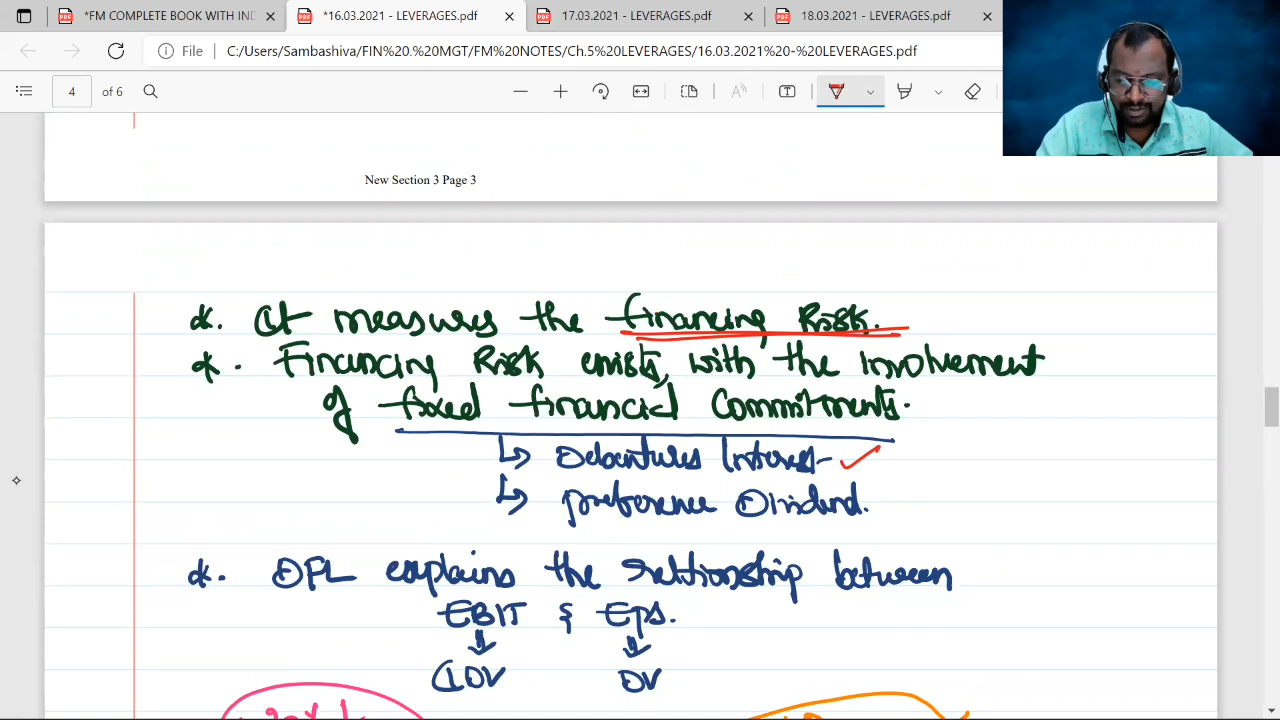 *FM COMPLETE BOOK WITH IND
*16.03.2021 - LEVERAGES.pdf
17.03.2021 - LEVERAGES.pdf
18.03.2021 - LEVERAGES.pdf
File
C:/Users/Sambashiva/FIN%20.%20MGT/FM%20NOTES/Ch.5%20LEVERAGES/16.03.2021%20-%20LEVERAGES.pdf
4 of 6
New Section 3 Page 3
*. It measures the financing Risk.
*. Financing Risk exists, with the involvement
of fixed financial Commitments.
↳ Debentures Interest- ✓
↳ preference Dividend.
*. DFL explains the relationship between
EBIT & EPS.
↓ ↓
IDV DV